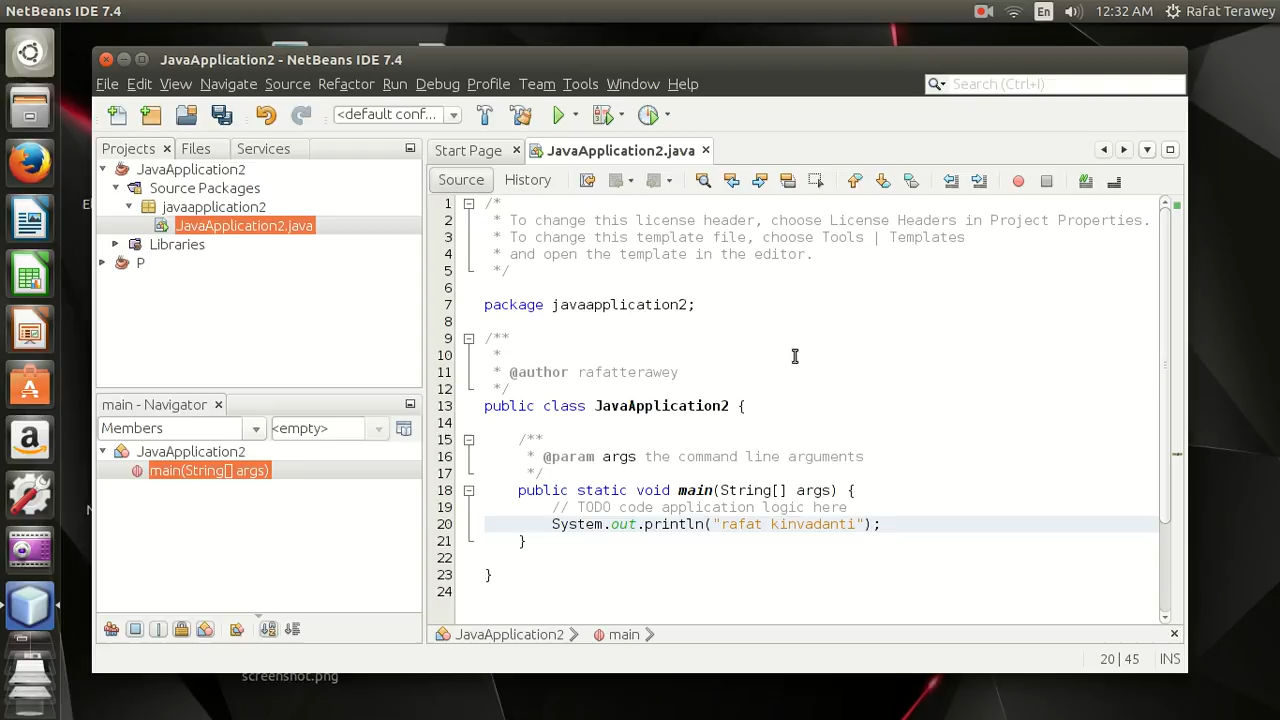 NetBeans IDE 7.4
En
12:32 AM
Rafat Terawey
JavaApplication2 - NetBeans IDE 7.4
File Edit View Navigate Source Refactor Run Debug Profile Team Tools Window Help
Search (Ctrl+I)
<default conf...
Projects
Files
Services
JavaApplication2
Source Packages
javaapplication2
JavaApplication2.java
Libraries
P
main - Navigator
Members
<empty>
JavaApplication2
main(String[] args)
Start Page
JavaApplication2.java
Source
History
1 /*
2 * To change this license header, choose License Headers in Project Properties.
3 * To change this template file, choose Tools | Templates
4 * and open the template in the editor.
5 */
6
7 package javaapplication2;
8
9 /**
10 *
11 * @author rafatterawey
12 */
13 public class JavaApplication2 {
14
15 /**
16 * @param args the command line arguments
17 */
18 public static void main(String[] args) {
19 // TODO code application logic here
20 System.out.println("rafat kinvadanti");
21 }
22
23 }
24
JavaApplication2
main
20 | 45
INS
screenshot.png